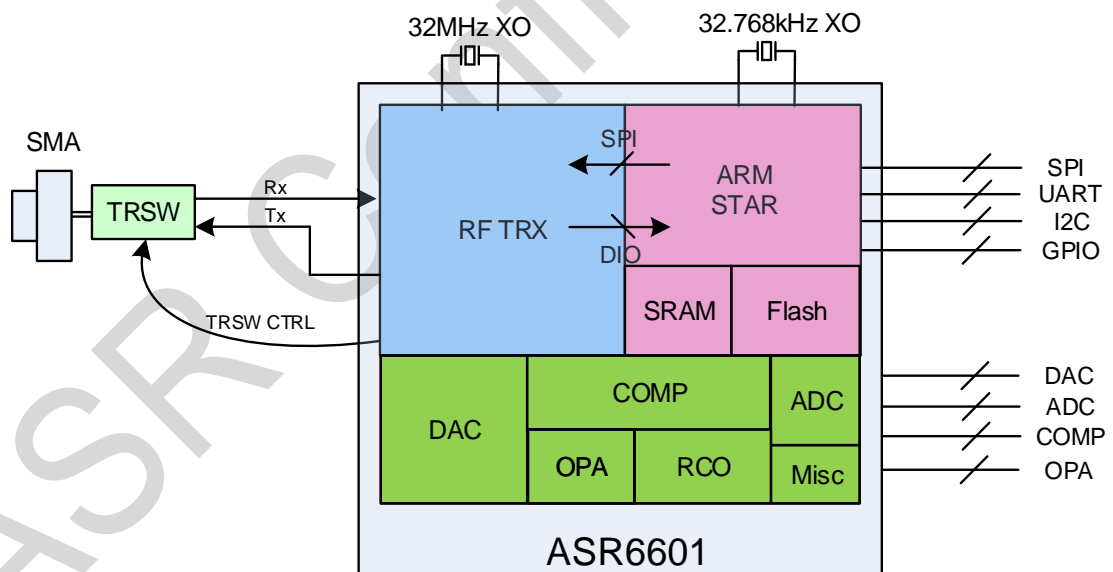 32MHz XO
32.768kHz XO
SMA
TRSW
Rx
Tx
TRSW CTRL
RF TRX
SPI
DIO
ARM
STAR
SRAM
Flash
SPI
UART
I2C
GPIO
DAC
COMP
ADC
OPA
RCO
Misc
DAC
ADC
COMP
OPA
ASR6601
ASR